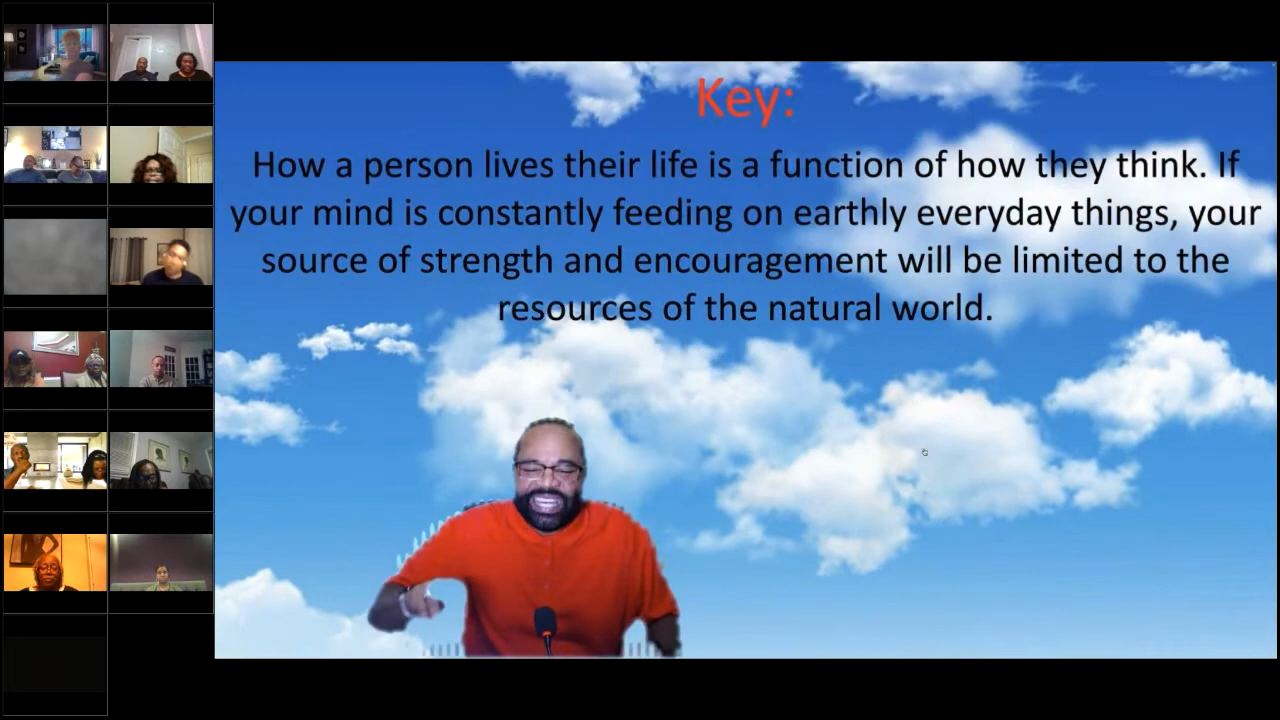 Key:
How a person lives their life is a function of how they think. If
your mind is constantly feeding on earthly everyday things, your
source of strength and encouragement will be limited to the
resources of the natural world.